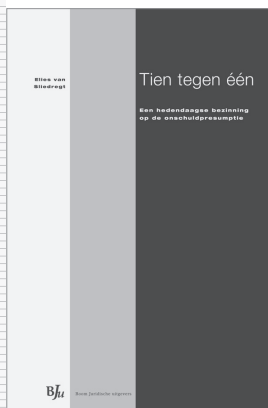 Elies van
Sliedregt
Tien tegen één
Een hedendaagse bezinning
op de onschuldpresumptie
BJu
Boom Juridische uitgevers